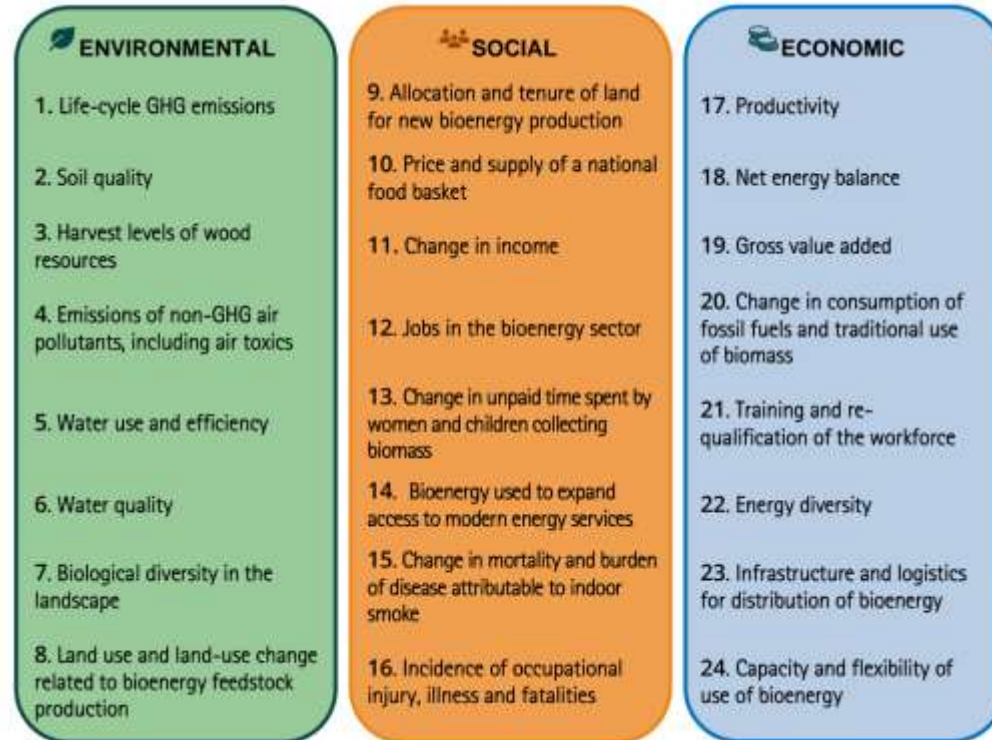 ENVIRONMENTAL
1. Life-cycle GHG emissions
2. Soil quality
3. Harvest levels of wood
resources
4. Emissions of non-GHG air
pollutants, including air toxics
5. Water use and efficiency
6. Water quality
7. Biological diversity in the
landscape
8. Land use and land-use change
related to bioenergy feedstock
production
SOCIAL
9. Allocation and tenure of land
for new bioenergy production
10. Price and supply of a national
food basket
11. Change in income
12. Jobs in the bioenergy sector
13. Change in unpaid time spent by
women and children collecting
biomass
14. Bioenergy used to expand
access to modern energy services
15. Change in mortality and burden
of disease attributable to indoor
smoke
16. Incidence of occupational
injury, illness and fatalities
ECONOMIC
17. Productivity
18. Net energy balance
19. Gross value added
20. Change in consumption of
fossil fuels and traditional use
of biomass
21. Training and re-
qualification of the workforce
22. Energy diversity
23. Infrastructure and logistics
for distribution of bioenergy
24. Capacity and flexibility of
use of bioenergy